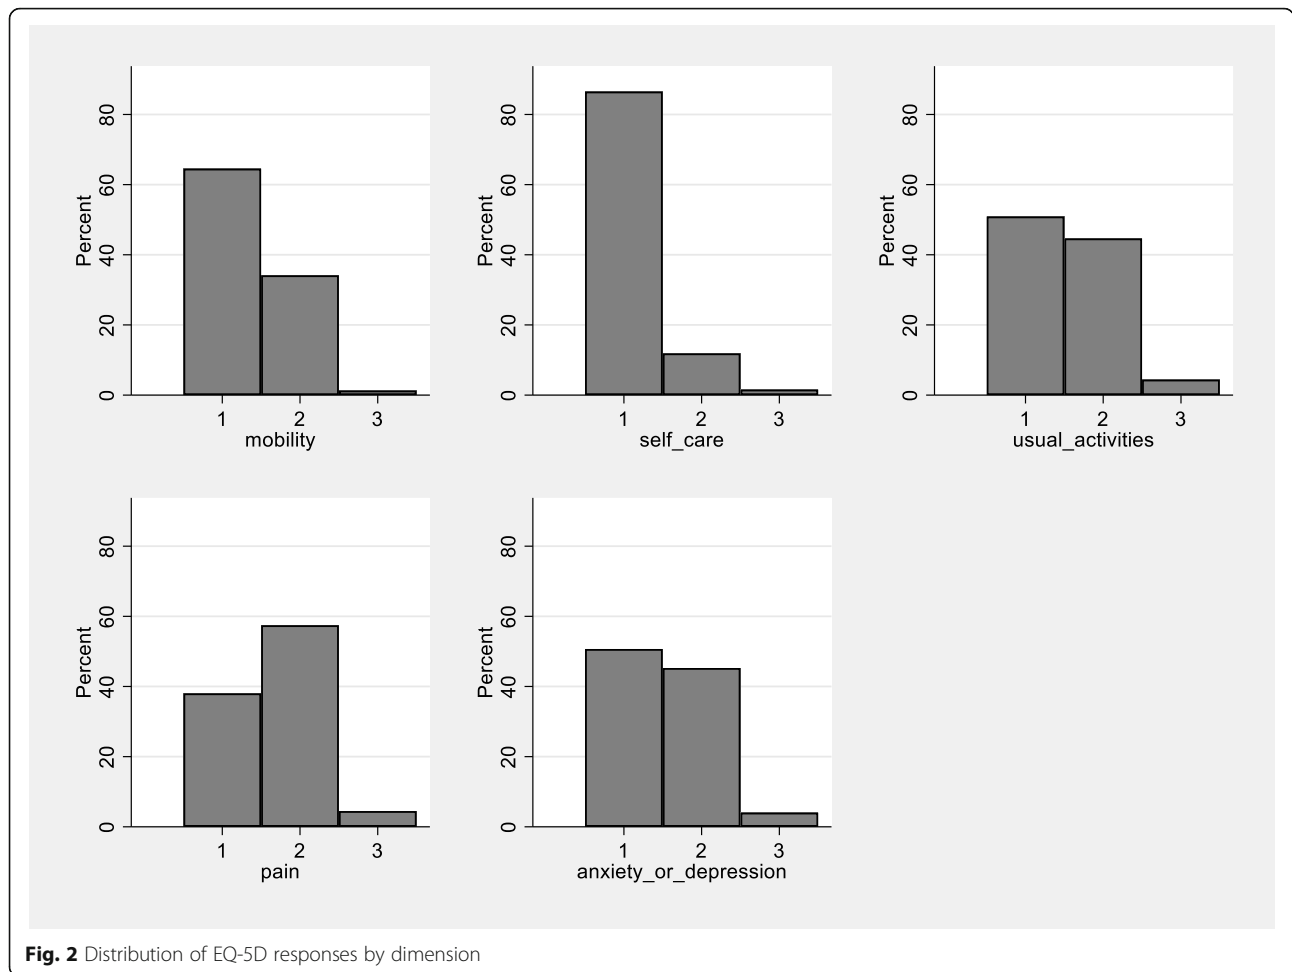 Percent
80
60
40
20
0
1 2 3
mobility
Percent
80
60
40
20
0
1 2 3
self_care
Percent
80
60
40
20
0
1 2 3
usual_activities
Percent
80
60
40
20
0
1 2 3
pain
Percent
80
60
40
20
0
1 2 3
anxiety_or_depression
Fig. 2 Distribution of EQ-5D responses by dimension